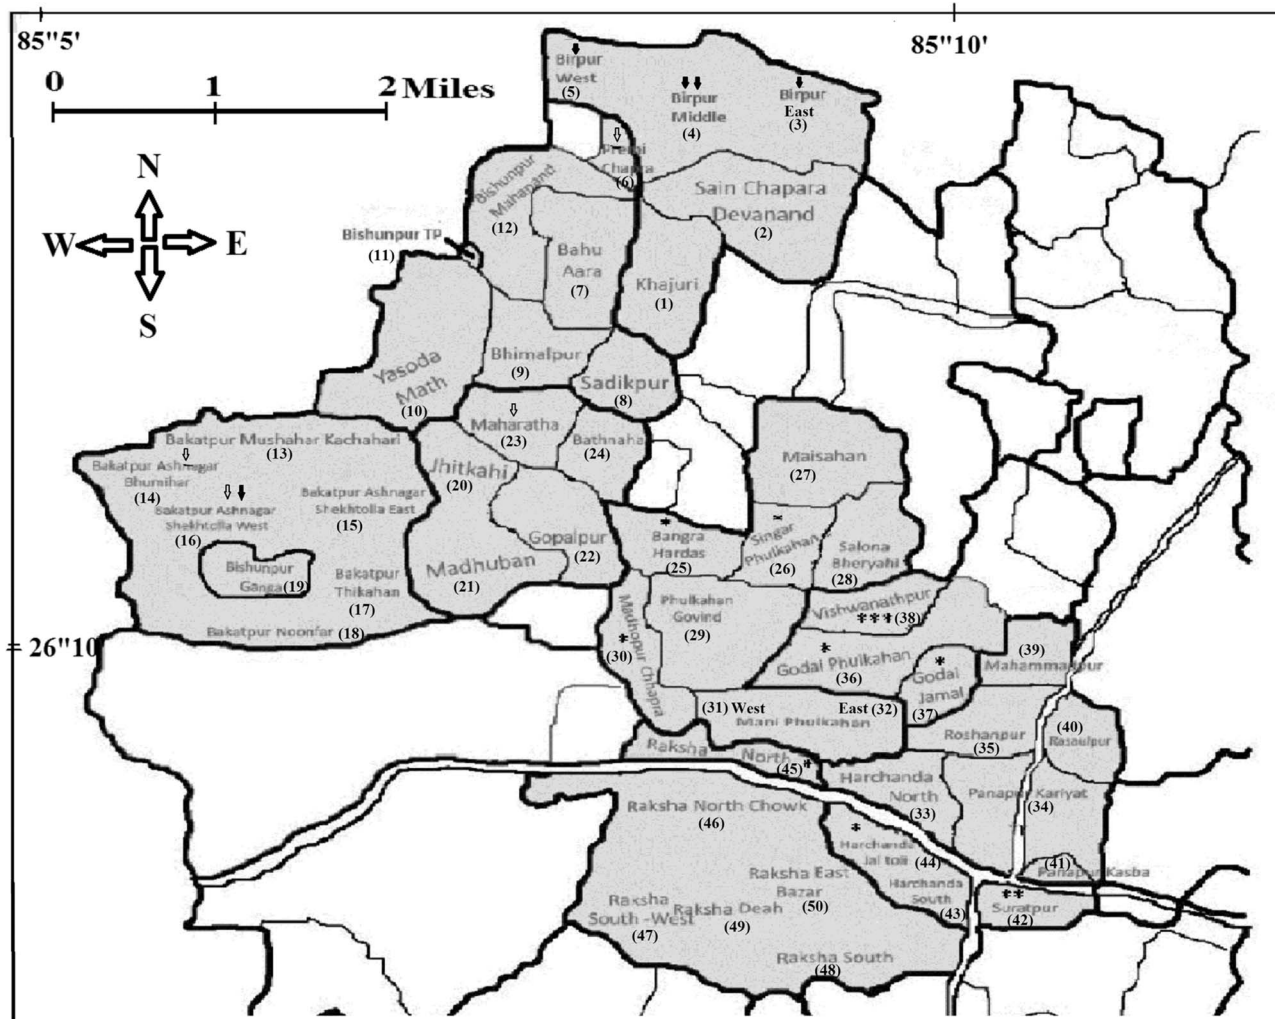 85"5'
85"10'
0 1 2 Miles
N
W E
S
Birpur
West
(5)
Birpur
Middle
(4)
Birpur
East
(3)
Chapra
(6)
Sain Chapara
Devanand
(2)
Bishunpur
(12)
Bishunpur TP
(11)
Bahu
Aara
(7)
Khajuri
(1)
Bhimalpur
(9)
Sadikpur
(8)
Yasoda
Math
(10)
Maharatha
(23)
Bathnaha
(24)
Bakatpur Mushahar Kachahari
(13)
Bakatpur Ashnagar
Bhumihar
(14)
Bakatpur Ashnagar
Shekhtolla East
(15)
Bakatpur Ashnagar
Shekhtolla West
(16)
Bishunpur
Ganga (19)
Bakatpur
Thikahan
(17)
Bakatpur Noonfar (18)
Jhitkahi
(20)
Madhuban
(21)
Gopalpur
(22)
Maisahan
(27)
* Bangra
Hardas
(25)
*
Singar
Phulkahan
(26)
Salona
Bheryahi
(28)
26"10'
Phulkahan
Govind
(29)
Madhopur Chhapra
*
(30)
Vishwanathpur
*** (38)
*
Godai Phulkahan
(36)
*
Godai
Jamal
(37)
(39)
Mahammadpur
(31) West
East (32)
Mani Phulkahan
Roshanpur
(35)
(40)
Rasulpur
Raksha North *
(45)
Harchanda
North
(33)
Panapur Kariyat
(34)
Raksha North Chowk
(46)
*
Harchanda
Jai toli
(44)
(41)
Panapur Kasba
Harchanda
South
(43)
**
Suratpur
(42)
Raksha East
Bazar
(50)
Raksha
South -West
(47)
Raksha Deah
(49)
Raksha South
(48)